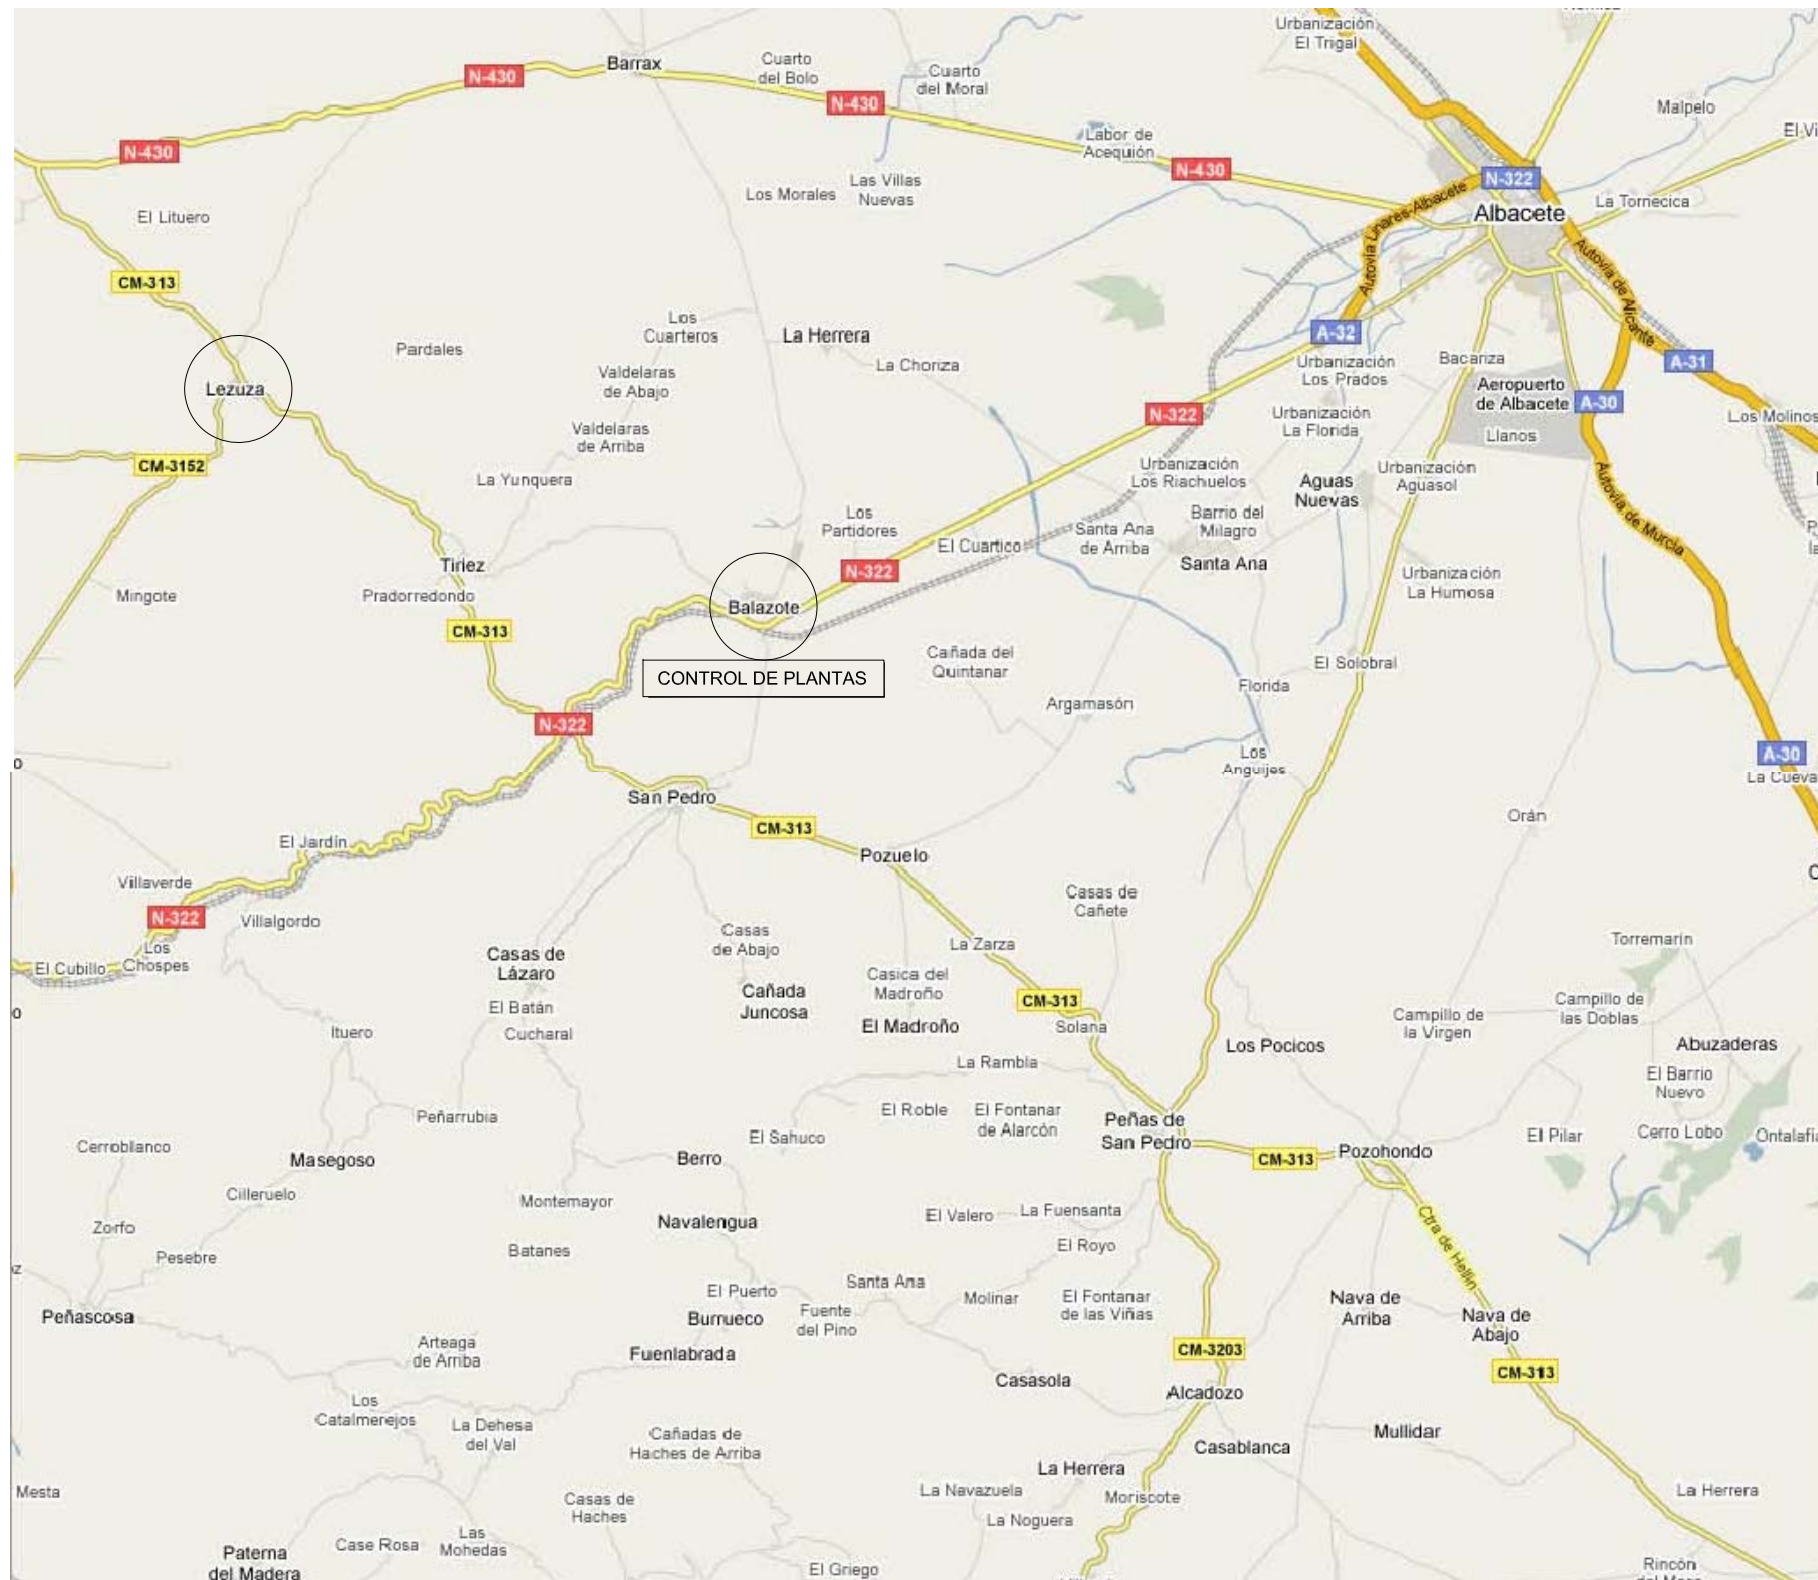 Urbanización
El Trigal
Barrax
Cuarto
del Bolo
Cuarto
del Moral
N-430
N-430
Malpelo
N-430
Labor de
Acequión
N-430
N-322
Los Morales
Las Villas
Nuevas
La Tornecica
Albacete
Autovía Linares-Albacete
El Lituero
Autovía de Alicante
CM-313
Los
Cuarteros
La Herrera
A-32
Pardales
La Choriza
Urbanización
Los Prados
Bacariza
A-31
Valdelaras
de Abajo
Aeropuerto
de Albacete
A-30
Lezuza
N-322
Urbanización
La Florida
Los Molinos
Valdelaras
de Arriba
Llanos
CM-3152
La Yunquera
Urbanización
Los Riachuelos
Aguas
Nuevas
Urbanización
Aguasol
Autovía de Murcia
Los
Partidores
Barrio del
Milagro
Santa Ana
de Arriba
El Cuartico
Tiriez
N-322
Santa Ana
Urbanización
La Humosa
Mingote
Pradorredondo
Balazote
CM-313
Cañada del
Quintanar
El Solobral
CONTROL DE PLANTAS
Florida
Argamasón
N-322
Los
Anguijes
A-30
La Cueva
San Pedro
Orán
CM-313
El Jardín
Pozuelo
Villaverde
Casas de
Cañete
N-322
Villalgordo
Casas
de Abajo
La Zarza
Torremarin
Los
Chospes
El Cubillo
Casas de
Lázaro
Casica del
Madroño
Cañada
Juncosa
CM-313
El Batán
Campillo de
las Doblas
Campillo de
la Virgen
Ituero
Cucharal
El Madroño
Solana
Los Pocicos
Abuzaderas
La Rambla
El Barrio
Nuevo
Peñarrubia
El Roble
El Fontanar
de Alarcón
Peñas de
San Pedro
El Sahuco
El Pilar
Cerro Lobo
Ontalafi
Cerroblanco
Masegoso
Berro
CM-313
Pozohondo
Cilleruelo
Montemayor
El Valero
La Fuensanta
Zorfo
Navalengua
Ctra de Hellín
Pesebre
Batanes
El Royo
Santa Ana
El Puerto
Molinar
El Fontanar
de las Viñas
Nava de
Arriba
Peñascosa
Burrueco
Fuente
del Pino
Nava de
Abajo
Arteaga
de Arriba
Fuenlabrada
CM-3203
CM-313
Casasola
Alcadozo
Los
Catalmerejos
La Dehesa
del Val
Cañadas de
Haches de Arriba
Mullidar
Casablanca
La Herrera
Mesta
La Navazuela
Moriscote
La Herrera
Casas de
Haches
La Noguera
Paterna
del Madera
Case Rosa
Las
Mohedas
El Griego
Rincón